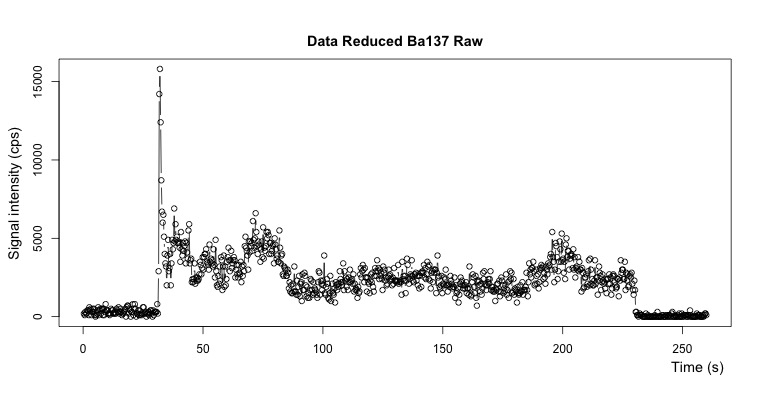 Data Reduced Ba137 Raw
Signal intensity (cps)
15000
10000
5000
0
0 50 100 150 200 250
Time (s)